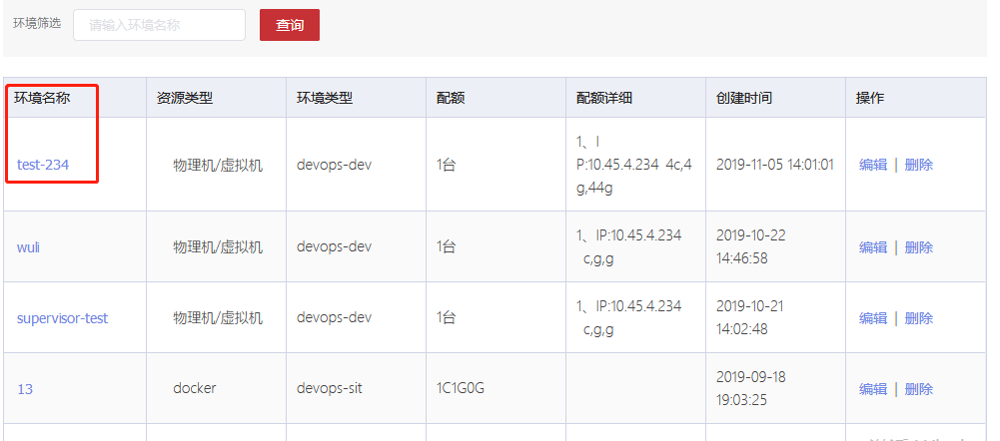 环境筛选 请输入环境名称 查询
环境名称 资源类型 环境类型 配额 配额详细 创建时间 操作
test-234 物理机/虚拟机 devops-dev 1台 1、I
P:10.45.4.234 4c,4
g,44g 2019-11-05 14:01:01 编辑 | 删除
wuli 物理机/虚拟机 devops-dev 1台 1、IP:10.45.4.234
c,g,g 2019-10-22
14:46:58 编辑 | 删除
supervisor-test 物理机/虚拟机 devops-dev 1台 1、IP:10.45.4.234
c,g,g 2019-10-21
14:02:48 编辑 | 删除
13 docker devops-sit 1C1G0G 2019-09-18
19:03:25 编辑 | 删除